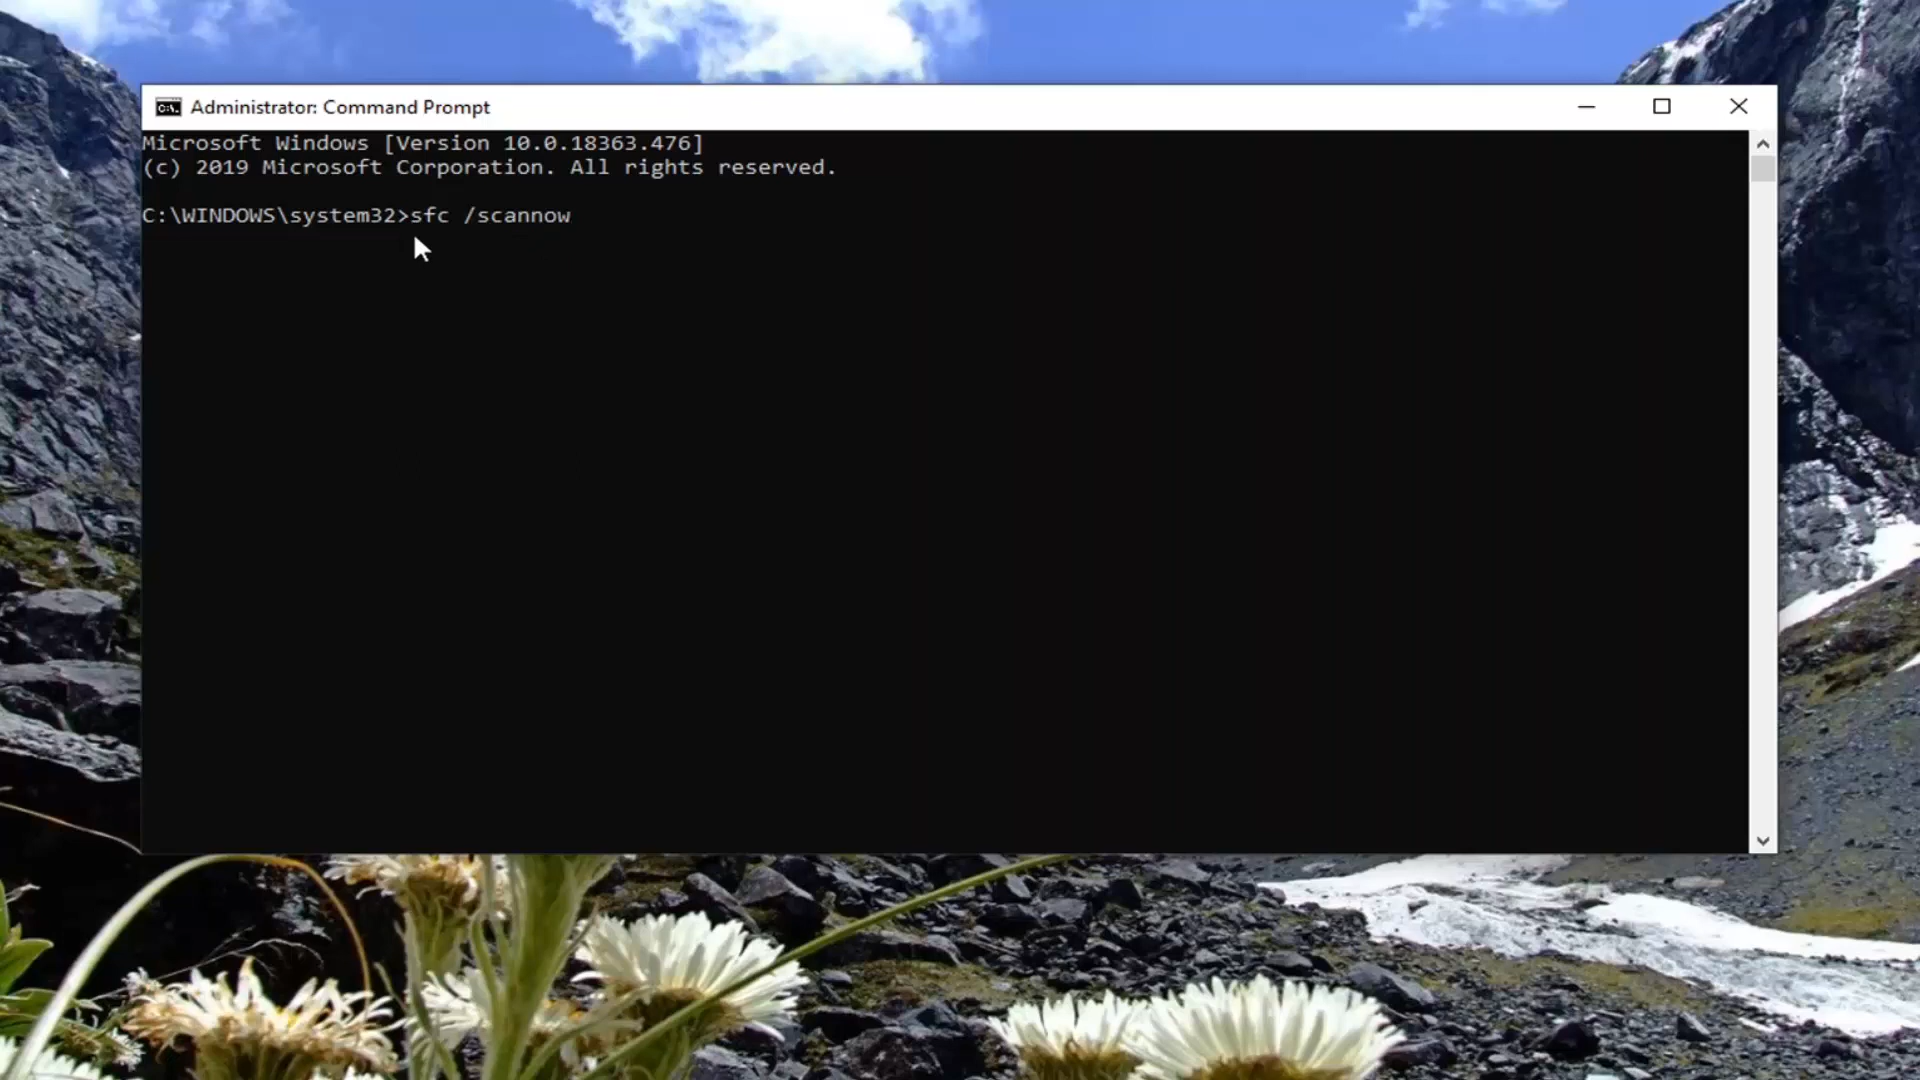 Administrator: Command Prompt
Microsoft Windows [Version 10.0.18363.476]
(c) 2019 Microsoft Corporation. All rights reserved.
C:\WINDOWS\system32>sfc /scannow